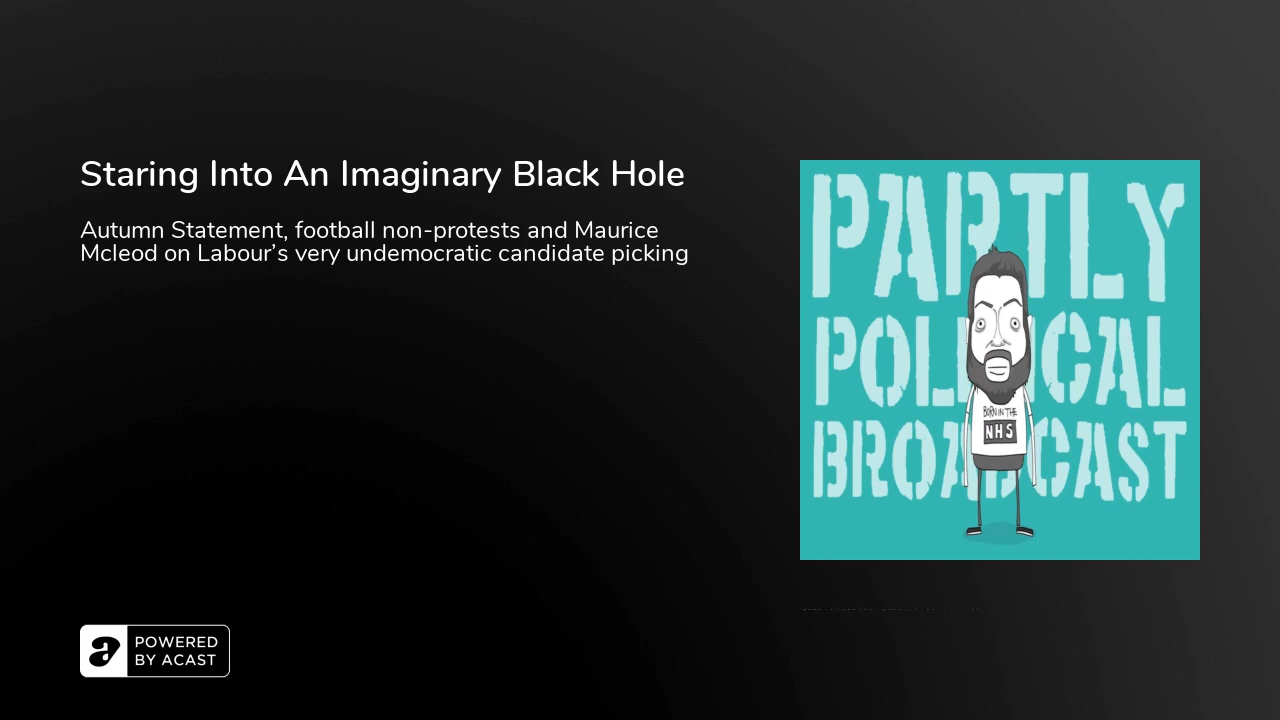 Staring Into An Imaginary Black Hole
Autumn Statement, football non-protests and Maurice
Mcleod on Labour’s very undemocratic candidate picking
PARTLY
POLITICAL
BROADCAST
BORN IN THE
NHS
POWERED
BY ACAST